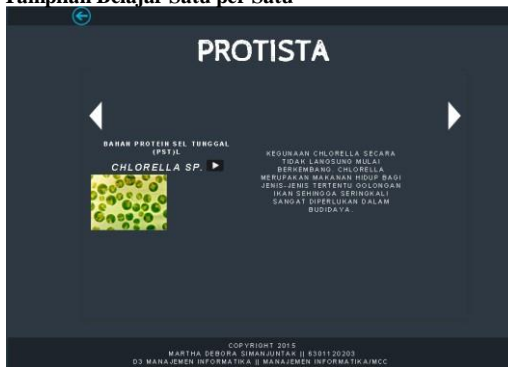 Tampilan Belajar Satu per Satu
PROTISTA
BAHAN PROTEIN SEL TUNGGAL
(PST)L
CHLORELLA SP.
KEGUNAAN CHLORELLA SECARA
TIDAK LANGSUNG MULAI
BERKEMBANG. CHLORELLA
MERUPAKAN MAKANAN HIDUP BAGI
JENIS-JENIS TERTENTU GOLONGAN
IKAN SEHINGGA SERINGKALI
SANGAT DIPERLUKAN DALAM
BUDIDAYA.
COPYRIGHT 2015
MARTHA DEBORA SIMANJUNTAK || 6301120203
D3 MANAJEMEN INFORMATIKA || MANAJEMEN INFORMATIKA/MCC